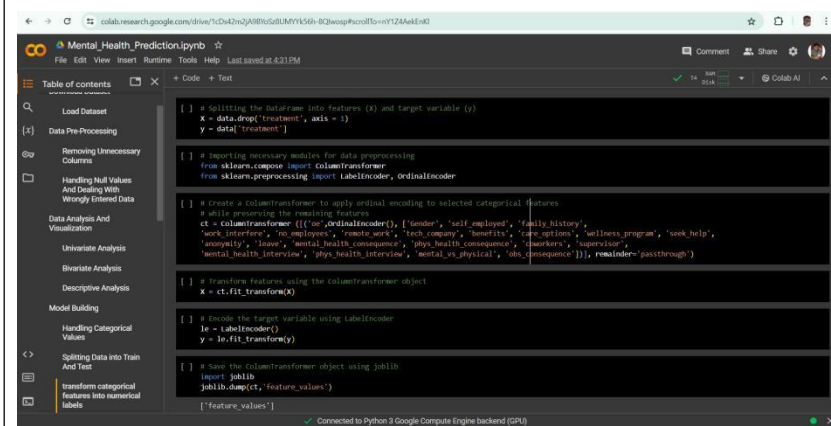 colab.research.google.com/drive/1cDs42m2jA9BYoSzBUMYYk56h-8QIwosp#scrollTo=nY1Z4AekEnKI
Mental_Health_Prediction.ipynb
File Edit View Insert Runtime Tools Help Last saved at 4:31 PM
Comment Share
Table of contents
+ Code + Text
T4 RAM Disk Colab AI
Download Dataset
Load Dataset
Data Pre-Processing
Removing Unnecessary
Columns
Handling Null Values
And Dealing With
Wrongly Entered Data
Data Analysis And
Visualization
Univariate Analysis
Bivariate Analysis
Descriptive Analysis
Model Building
Handling Categorical
Values
Splitting Data into Train
And Test
transform categorical
features into numerical
labels
{x}
<>
[ ] # Splitting the DataFrame into features (X) and target variable (y)
X = data.drop('treatment', axis = 1)
y = data['treatment']
[ ] # Importing necessary modules for data preprocessing
from sklearn.compose import ColumnTransformer
from sklearn.preprocessing import LabelEncoder, OrdinalEncoder
[ ] # Create a ColumnTransformer to apply ordinal encoding to selected categorical features
# while preserving the remaining features
ct = ColumnTransformer ([('oe',OrdinalEncoder(), ['Gender', 'self_employed', 'family_history',
'work_interfere', 'no_employees', 'remote_work', 'tech_company', 'benefits', 'care_options', 'wellness_program', 'seek_help',
'anonymity', 'leave', 'mental_health_consequence', 'phys_health_consequence', 'coworkers', 'supervisor',
'mental_health_interview', 'phys_health_interview', 'mental_vs_physical', 'obs_consequence'])], remainder='passthrough')
[ ] # Transform features using the ColumnTransformer object
X = ct.fit_transform(X)
[ ] # Encode the target variable using LabelEncoder
le = LabelEncoder()
y = le.fit_transform(y)
[ ] # Save the ColumnTransformer object using joblib
import joblib
joblib.dump(ct,'feature_values')
['feature_values']
Connected to Python 3 Google Compute Engine backend (GPU)